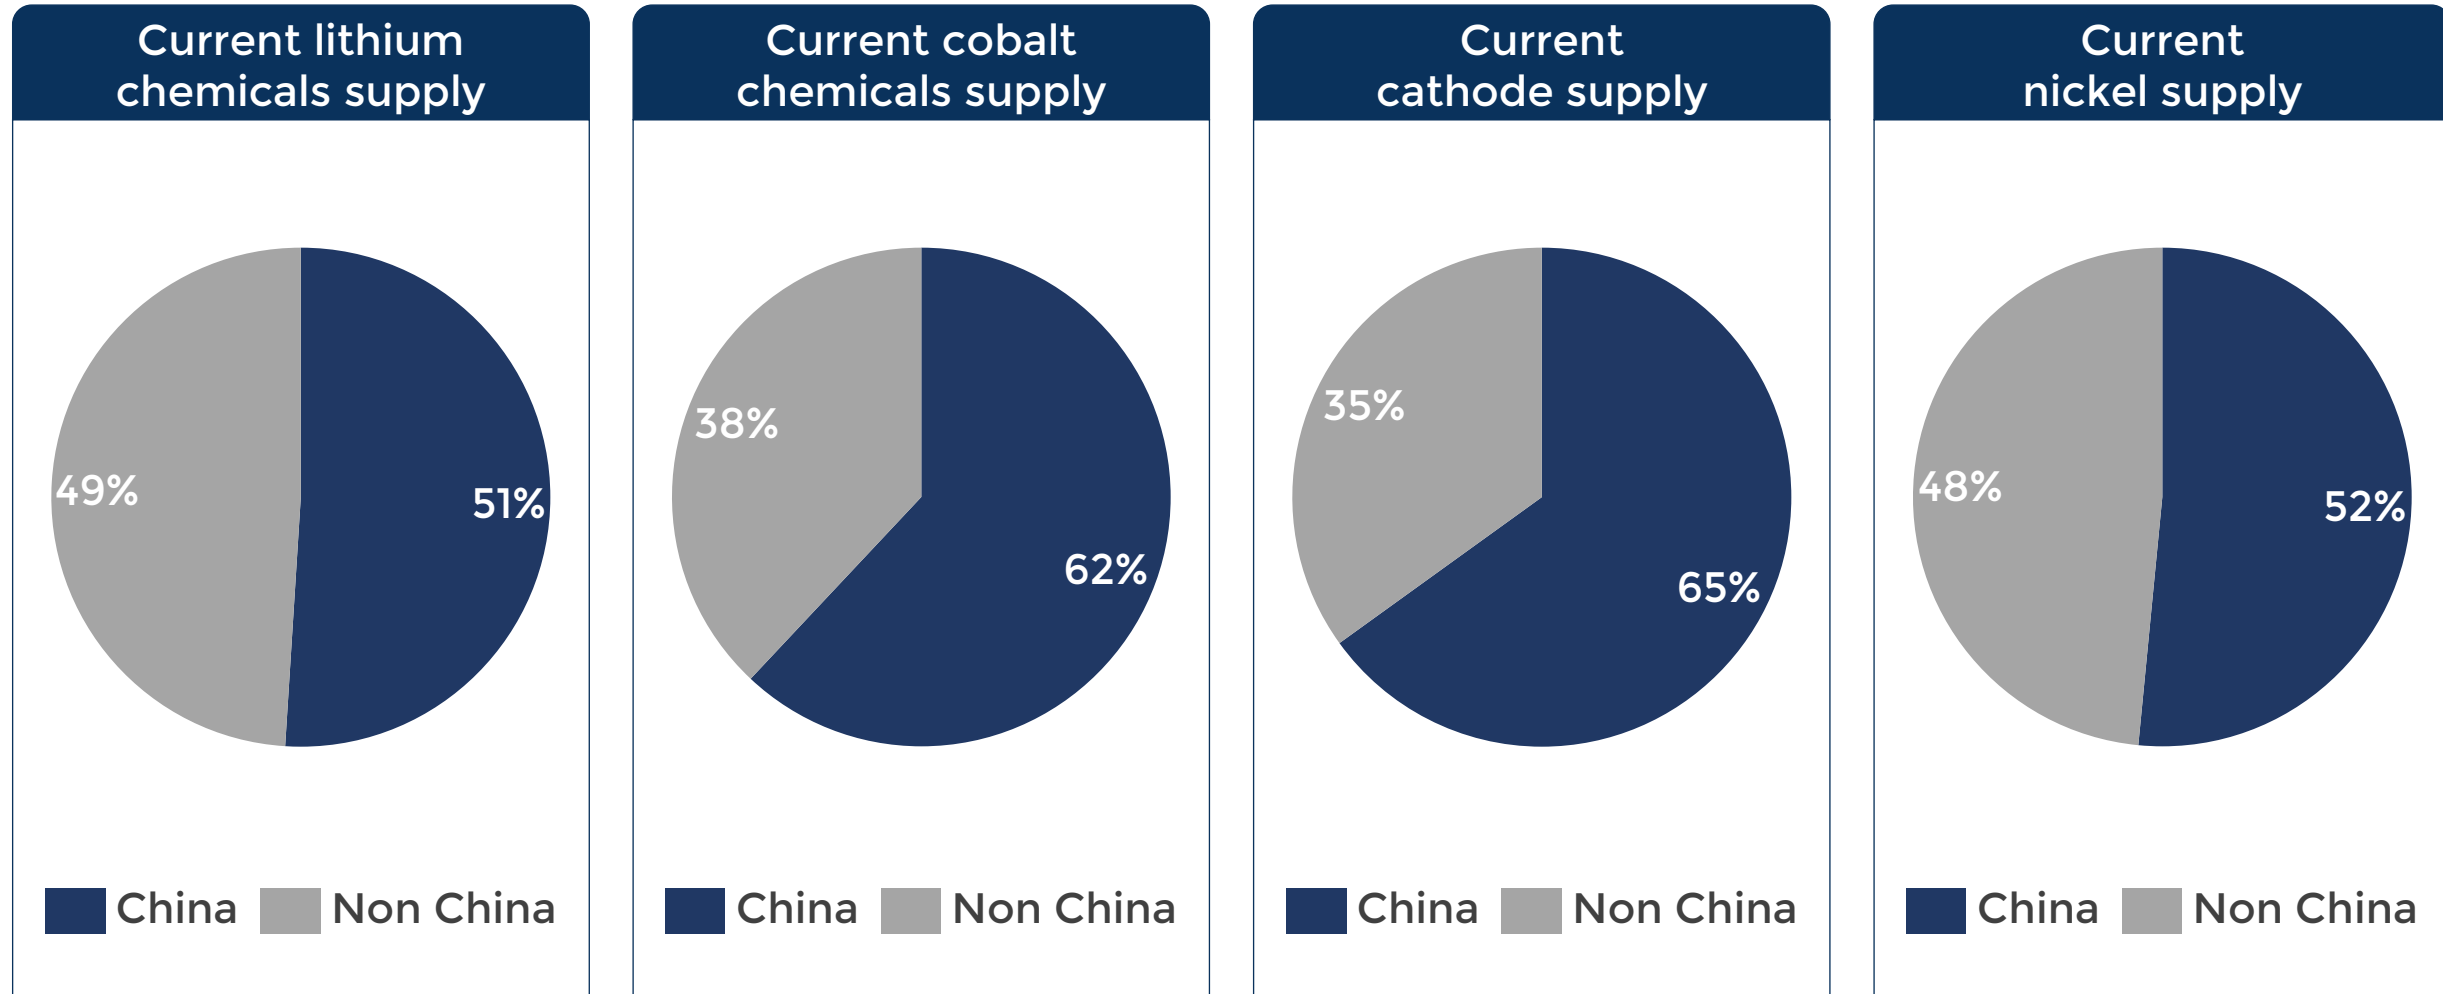 Current lithium
chemicals supply
49%
51%
China
Non China
Current cobalt
chemicals supply
38%
62%
China
Non China
Current
cathode supply
35%
65%
China
Non China
Current
nickel supply
48%
52%
China
Non China